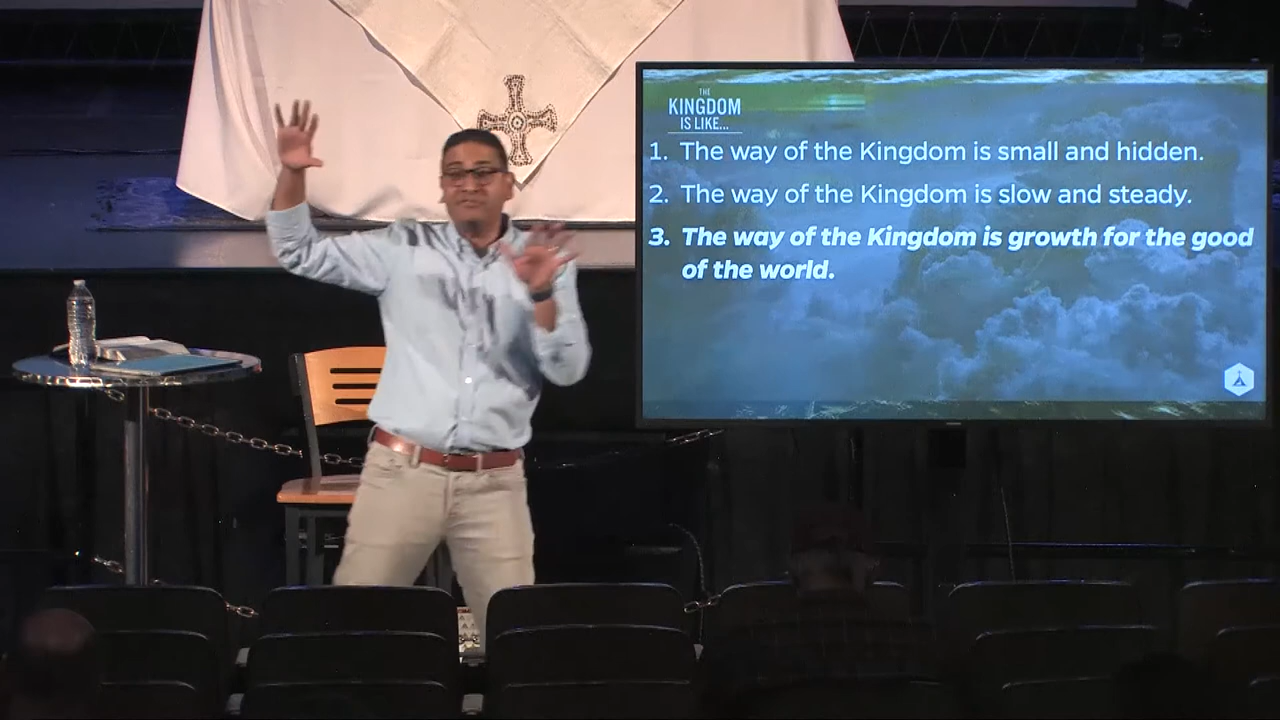 THE
KINGDOM
IS LIKE...
1. The way of the Kingdom is small and hidden.
2. The way of the Kingdom is slow and steady.
3. The way of the Kingdom is growth for the good
of the world.